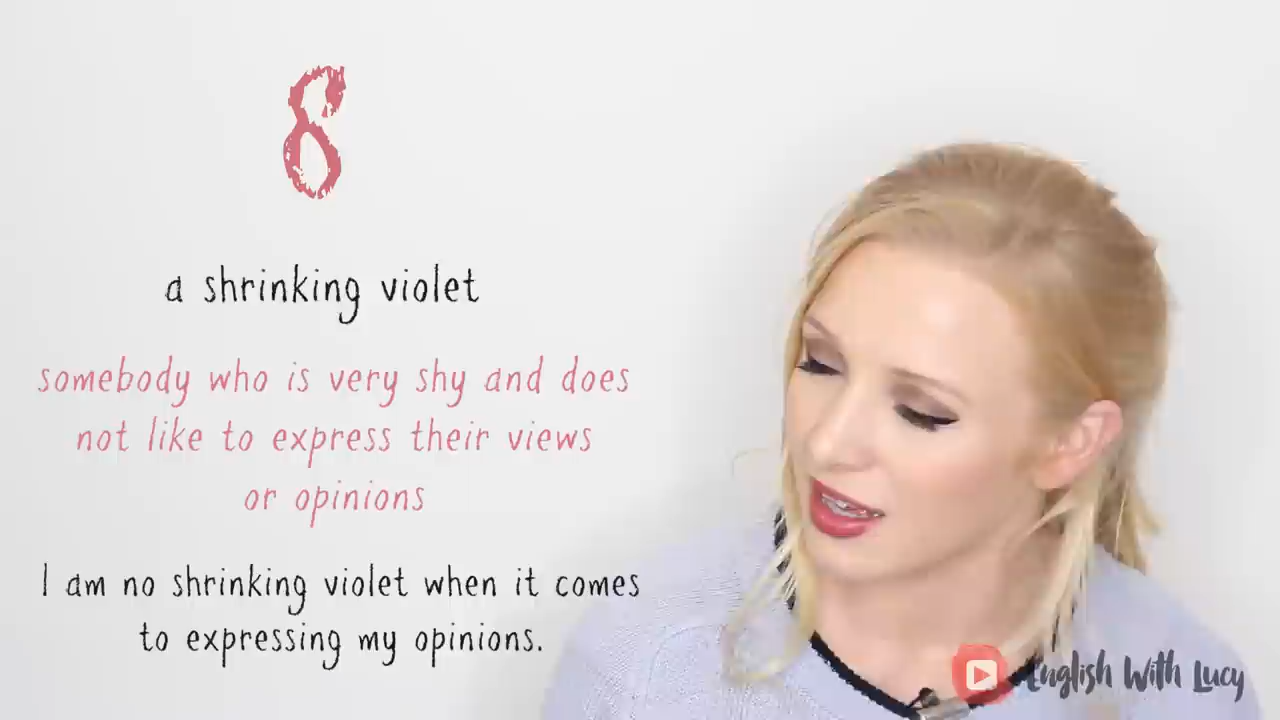 8
a shrinking violet
somebody who is very shy and does
not like to express their views
or opinions
I am no shrinking violet when it comes
to expressing my opinions.
English With Lucy